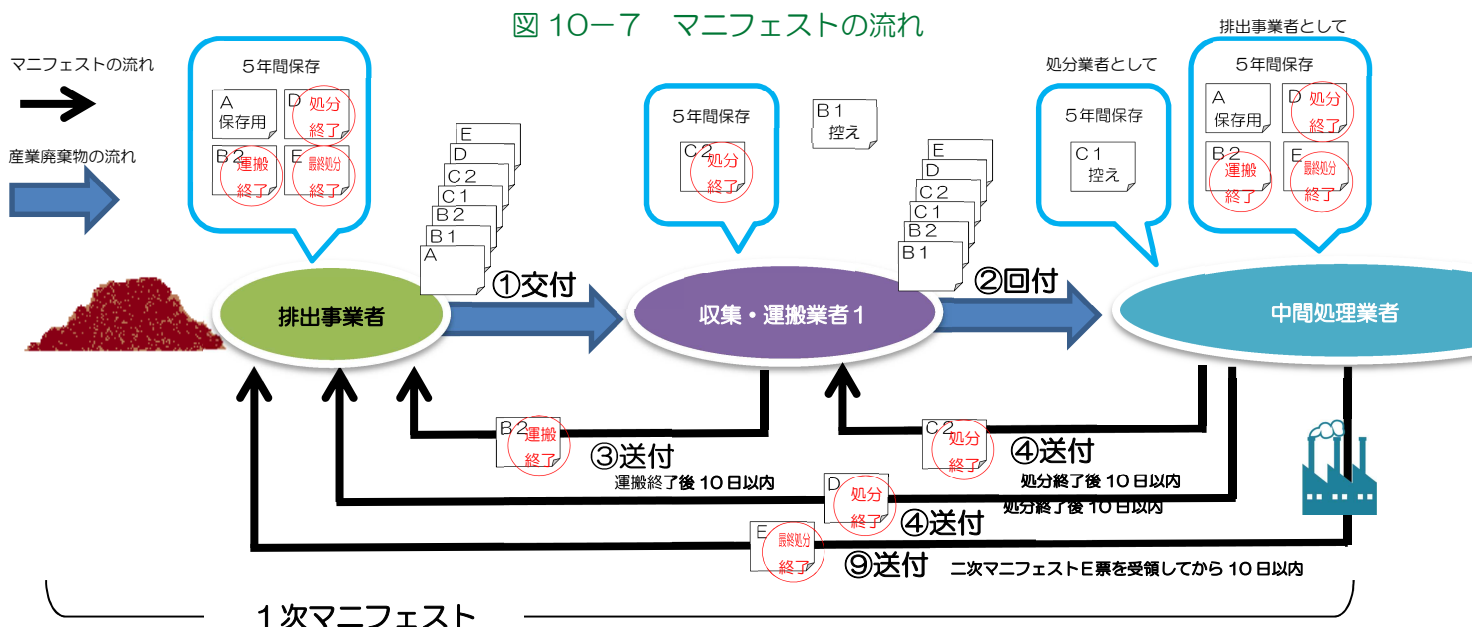 図 10－7　マニフェストの流れ
マニフェストの流れ
産業廃棄物の流れ
5年間保存
A
保存用
D
処分
終了
B2
運搬
終了
E
最終処分
終了
E
D
C2
C1
B2
B1
A
①交付
排出事業者
5年間保存
C2
処分
終了
B1
控え
収集・運搬業者1
E
D
C2
C1
B2
B1
②回付
処分業者として
5年間保存
C1
控え
排出事業者として
5年間保存
A
保存用
D
処分
終了
B2
運搬
終了
E
最終処分
終了
中間処理業者
B2
運搬
終了
③送付
運搬終了後 10 日以内
C2
処分
終了
④送付
処分終了後 10 日以内
D
処分
終了
④送付
処分終了後 10 日以内
E
最終処分
終了
⑨送付
二次マニフェストE票を受領してから 10 日以内
１次マニフェスト